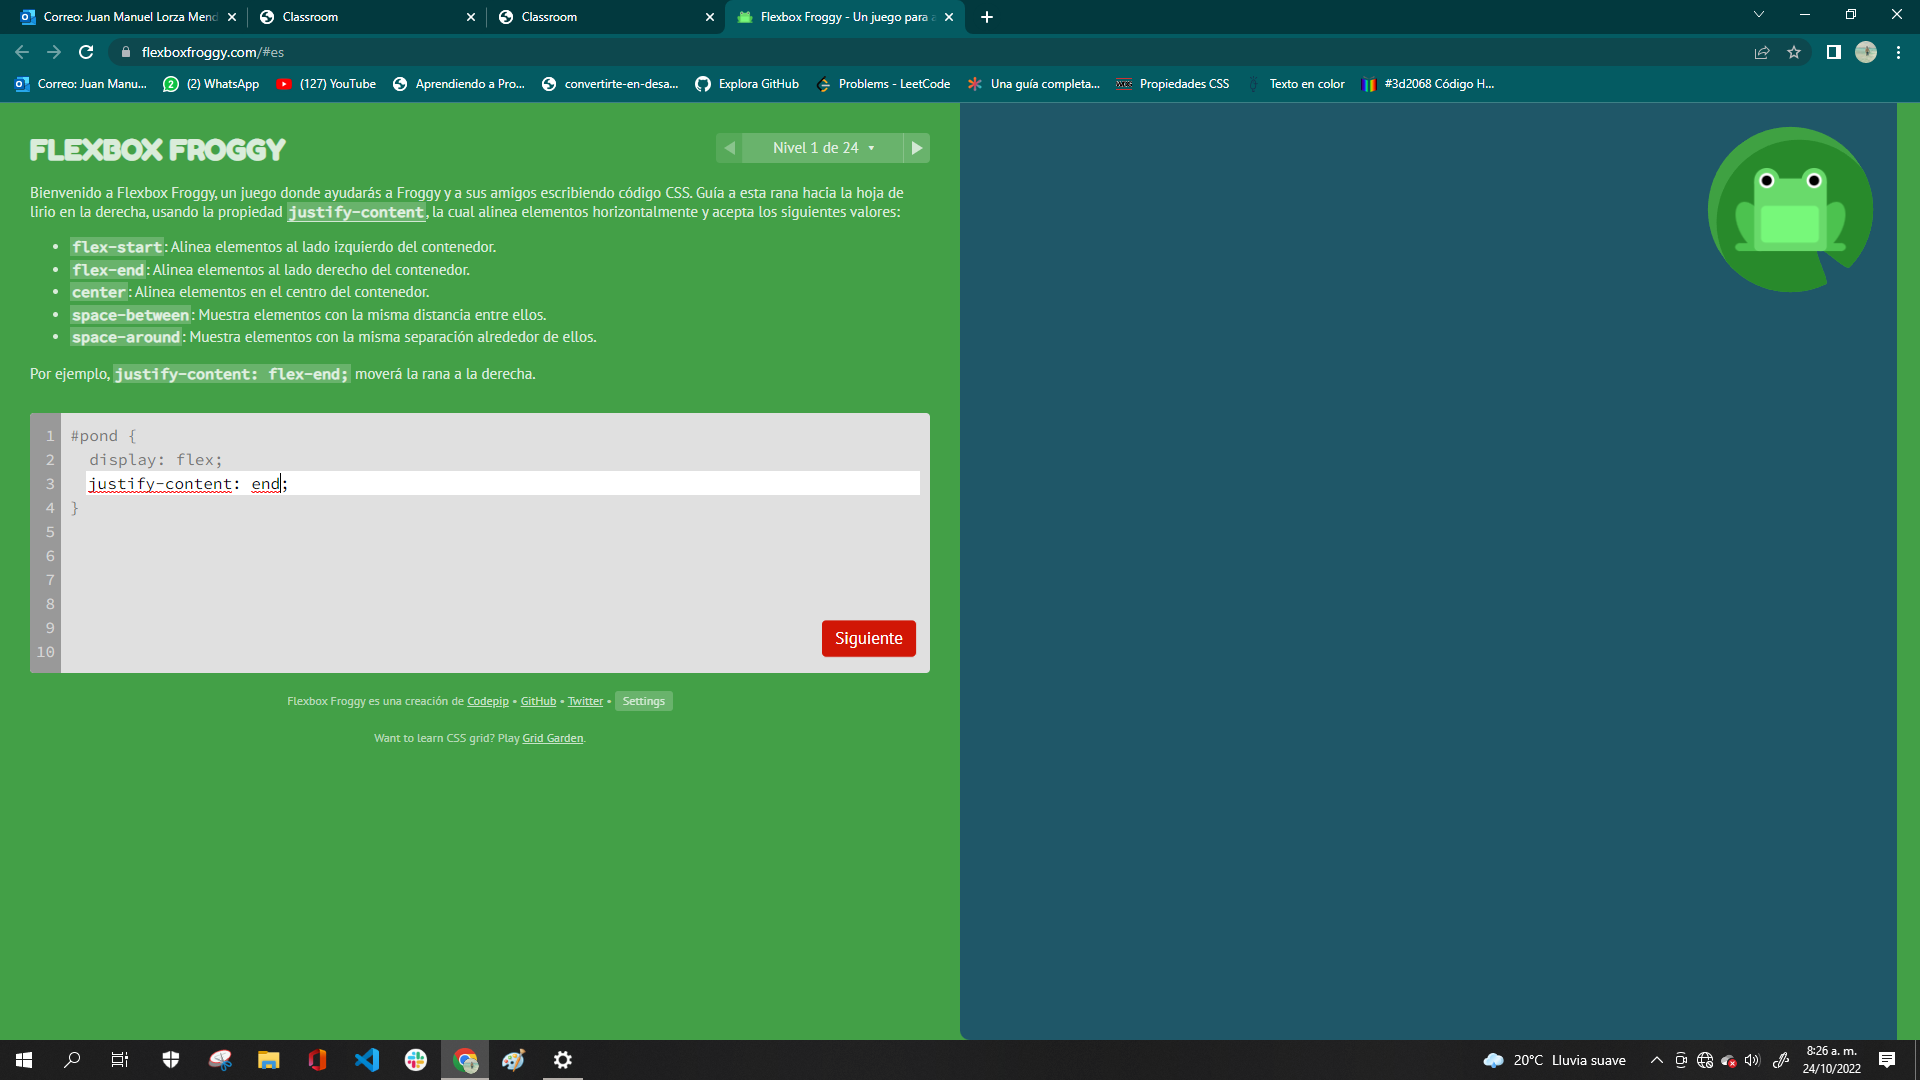 Correo: Juan Manuel Lorza Mend
Classroom
Classroom
Flexbox Froggy - Un juego para a
flexboxfroggy.com/#es
Correo: Juan Manu...
(2) WhatsApp
(127) YouTube
Aprendiendo a Pro...
convertirte-en-desa...
Explora GitHub
Problems - LeetCode
Una guía completa...
Propiedades CSS
Texto en color
#3d2068 Código H...
FLEXBOX FROGGY
Nivel 1 de 24
Bienvenido a Flexbox Froggy, un juego donde ayudarás a Froggy y a sus amigos escribiendo código CSS. Guía a esta rana hacia la hoja de
lirio en la derecha, usando la propiedad justify-content, la cual alinea elementos horizontalmente y acepta los siguientes valores:
• flex-start: Alinea elementos al lado izquierdo del contenedor.
• flex-end: Alinea elementos al lado derecho del contenedor.
• center: Alinea elementos en el centro del contenedor.
• space-between: Muestra elementos con la misma distancia entre ellos.
• space-around: Muestra elementos con la misma separación alrededor de ellos.
Por ejemplo, justify-content: flex-end; moverá la rana a la derecha.
1 #pond {
2 display: flex;
3 justify-content: end;
4 }
5
6
7
8
9
10
Siguiente
Flexbox Froggy es una creación de Codepip • GitHub • Twitter • Settings
Want to learn CSS grid? Play Grid Garden.
20°C Lluvia suave
8:26 a. m.
24/10/2022